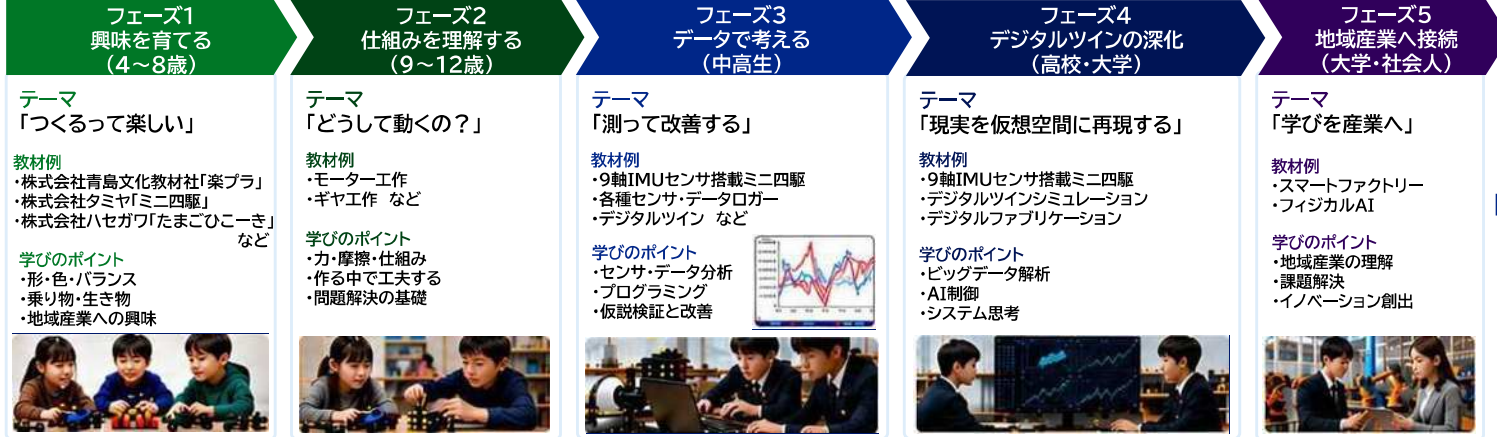 フェーズ1
興味を育てる
(4〜8歳)
テーマ
「つくるって楽しい」
教材例
・株式会社青島文化教材社「楽プラ」
・株式会社タミヤ「ミニ四駆」
・株式会社ハセガワ「たまごひこーき」
など
学びのポイント
・形・色・バランス
・乗り物・生き物
・地域産業への興味
フェーズ2
仕組みを理解する
(9〜12歳)
テーマ
「どうして動くの?」
教材例
・モーター工作
・ギヤ工作 など
学びのポイント
・力・摩擦・仕組み
・作る中で工夫する
・問題解決の基礎
フェーズ3
データで考える
(中高生)
テーマ
「測って改善する」
教材例
・9軸IMUセンサ搭載ミニ四駆
・各種センサ・データロガー
・デジタルツイン など
学びのポイント
・センサ・データ分析
・プログラミング
・仮説検証と改善
フェーズ4
デジタルツインの深化
(高校・大学)
テーマ
「現実を仮想空間に再現する」
教材例
・9軸IMUセンサ搭載ミニ四駆
・デジタルツインシミュレーション
・デジタルファブリケーション
学びのポイント
・ビッグデータ解析
・AI制御
・システム思考
フェーズ5
地域産業へ接続
(大学・社会人)
テーマ
「学びを産業へ」
教材例
・スマートファクトリー
・フィジカルAI
学びのポイント
・地域産業の理解
・課題解決
・イノベーション創出